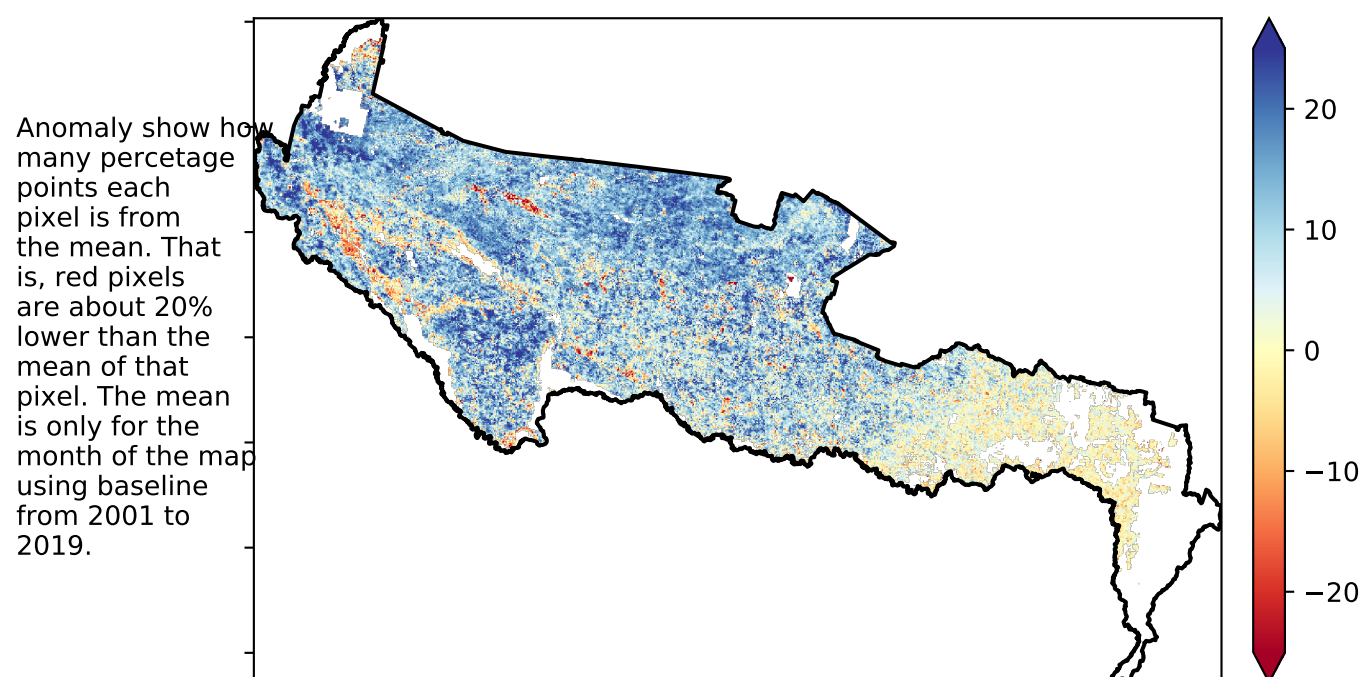 Anomaly show how
many percetage
points each
pixel is from
the mean. That
is, red pixels
are about 20%
lower than the
mean of that
pixel. The mean
is only for the
month of the map
using baseline
from 2001 to
2019.
20
10
0
−10
−20